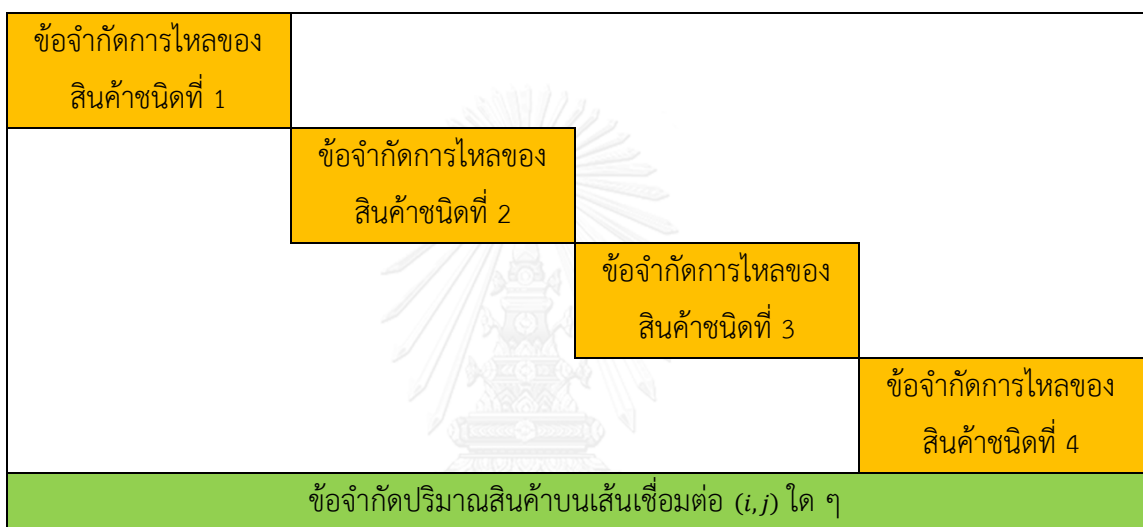 ข้อจำกัดการไหลของ
สินค้าชนิดที่ 1
ข้อจำกัดการไหลของ
สินค้าชนิดที่ 2
ข้อจำกัดการไหลของ
สินค้าชนิดที่ 3
ข้อจำกัดการไหลของ
สินค้าชนิดที่ 4
ข้อจำกัดปริมาณสินค้าบนเส้นเชื่อมต่อ (i,j) ใด ๆ